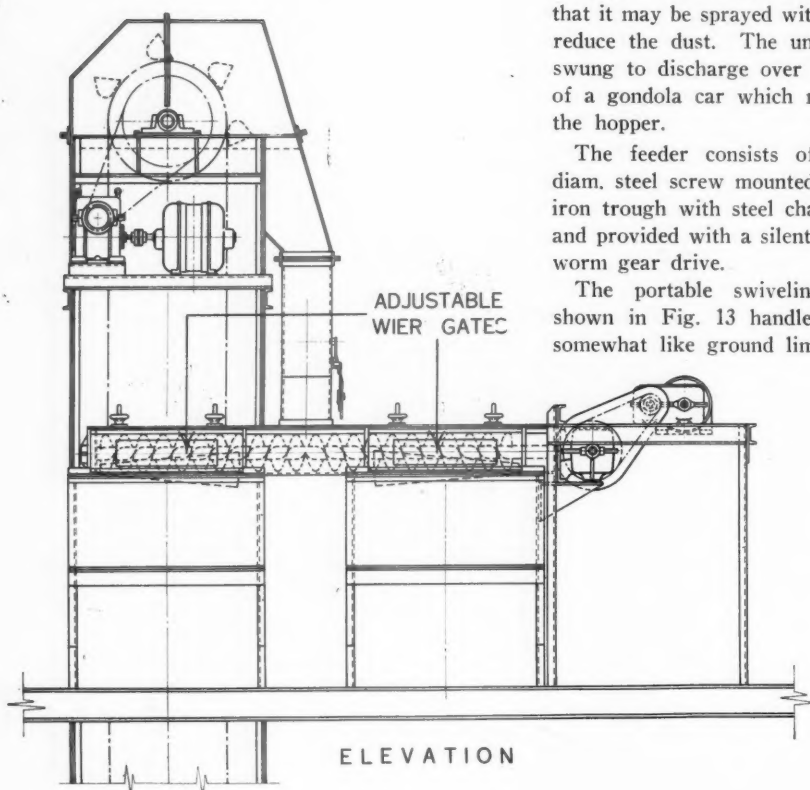 that it may be sprayed wit
reduce the dust. The un
swung to discharge over
of a gondola car which
the hopper.
The feeder consists of
diam. steel screw mounted
iron trough with steel cha
and provided with a silent
worm gear drive.
The portable swivelin
shown in Fig. 13 handle
somewhat like ground lim
ADJUSTABLE
WIER GATES
ELEVATION